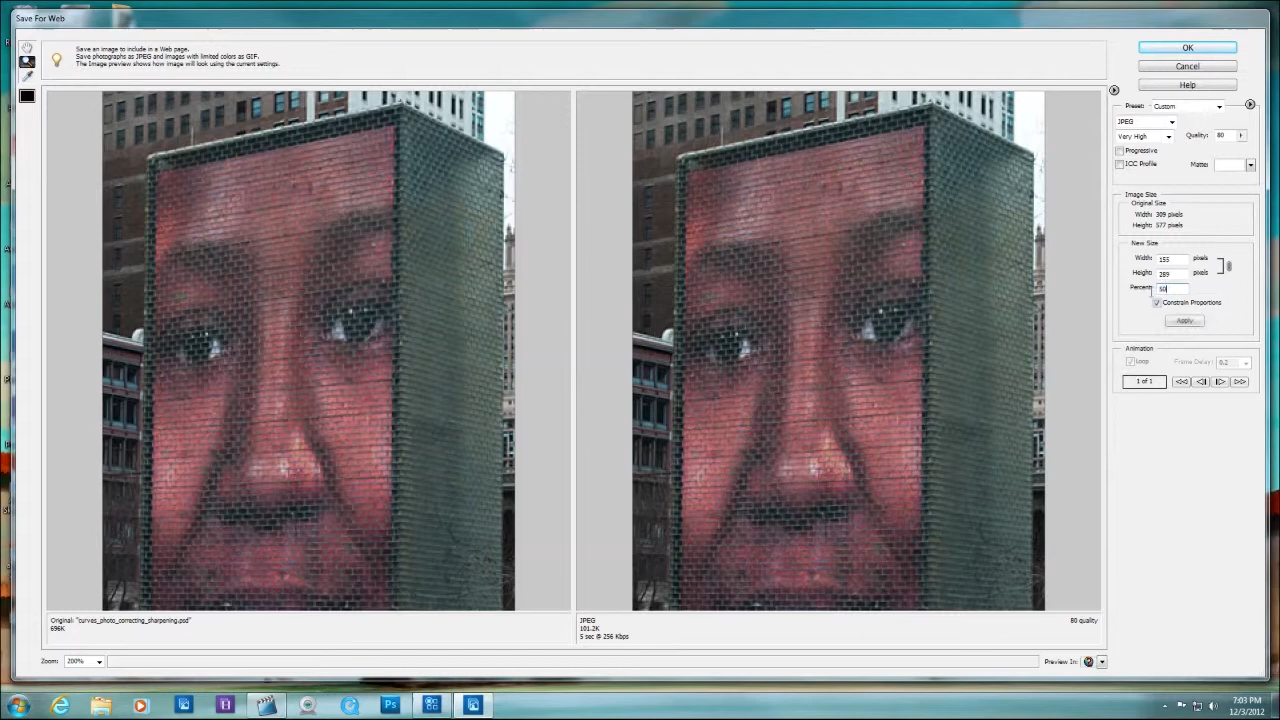 Save For Web
Save an image to include in a Web page.
Save photographs as JPEG and images with limited colors as GIF.
The Image preview shows how image will look using the current settings.
OK
Cancel
Help
Preset: Custom
JPEG
Very High
Quality: 80
Progressive
ICC Profile
Matte:
Image Size
Original Size
Width: 309 pixels
Height: 577 pixels
New Size
Width: 155 pixels
Height: 289 pixels
Percent: 50
Constrain Proportions
Apply
Animation
Loop
Frame Delay: 0.2
1 of 1
Original: "curves_photo_correcting_sharpening.psd"
696K
JPEG
80 quality
101.2K
5 sec @ 256 Kbps
Zoom: 200%
Preview In:
Ps
7:03 PM
12/3/2012